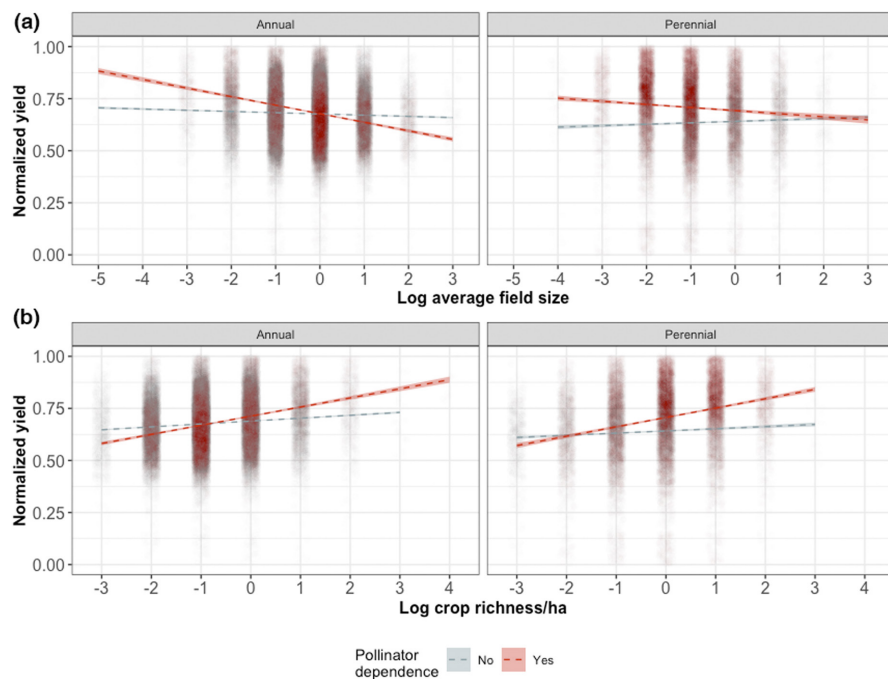 (a)
Annual
Perennial
Normalized yield
1.00
0.75
0.50
0.25
0.00
-5 -4 -3 -2 -1 0 1 2 3
-5 -4 -3 -2 -1 0 1 2 3
Log average field size
(b)
Annual
Perennial
Normalized yield
1.00
0.75
0.50
0.25
0.00
-3 -2 -1 0 1 2 3 4
-3 -2 -1 0 1 2 3 4
Log crop richness/ha
Pollinator
dependence
No
Yes